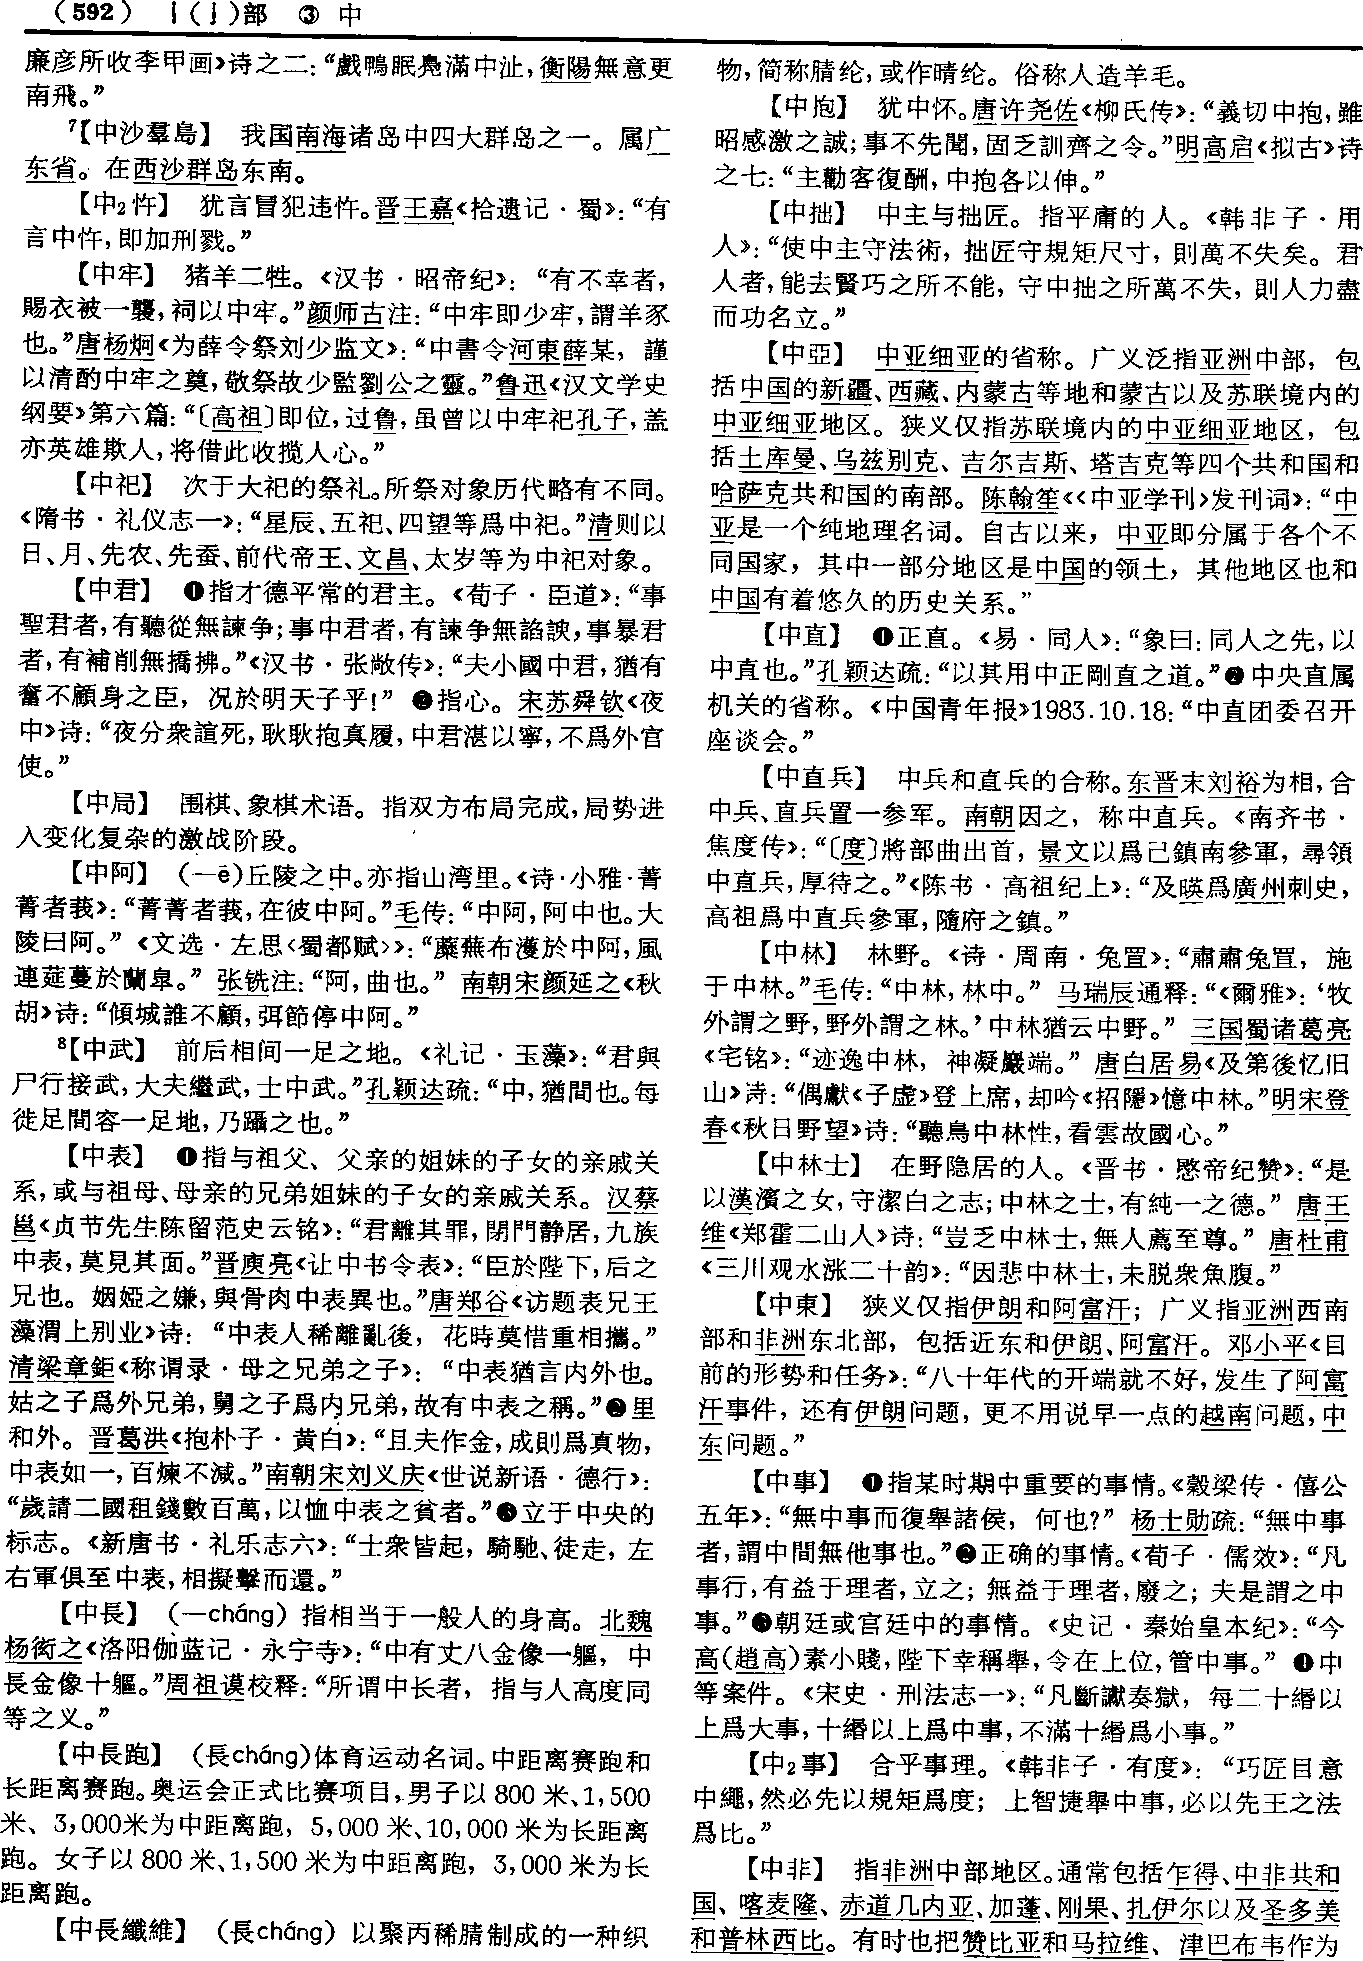 （592） 丨（亅）部 ③ 中
廉彦所收李甲画》诗之二：“戲鴨眠鳧滿中沚，衡陽無意更
南飛。”
⁷【中沙羣島】 我国南海诸岛中四大群岛之一。属广
东省。在西沙群岛东南。
【中₂忤】 犹言冒犯违忤。晋王嘉《拾遗记·蜀》：“有
言中忤，即加刑戮。”
【中牢】 猪羊二牲。《汉书·昭帝纪》：“有不幸者，
賜衣被一襲，祠以中牢。”颜师古注：“中牢即少牢，謂羊豕
也。”唐杨炯《为薛令祭刘少监文》：“中書令河東薛某，謹
以清酌中牢之奠，敬祭故少監劉公之靈。”鲁迅《汉文学史
纲要》第六篇：“〔高祖〕即位，过鲁，虽曾以中牢祀孔子，盖
亦英雄欺人，将借此收揽人心。”
【中祀】 次于大祀的祭礼。所祭对象历代略有不同。
《隋书·礼仪志一》：“星辰、五祀、四望等爲中祀。”清则以
日、月、先农、先蚕、前代帝王、文昌、太岁等为中祀对象。
【中君】 ❶指才德平常的君主。《荀子·臣道》：“事
聖君者，有聽從無諫争；事中君者，有諫争無諂諛，事暴君
者，有補削無撟拂。”《汉书·张敞传》：“夫小國中君，猶有
奮不顧身之臣，况於明天子乎！” ❷指心。宋苏舜钦《夜
中》诗：“夜分衆諠死，耿耿抱真履，中君湛以寧，不爲外官
使。”
【中局】 围棋、象棋术语。指双方布局完成，局势进
入变化复杂的激战阶段。
【中阿】 （—ē）丘陵之中。亦指山湾里。《诗·小雅·菁
菁者莪》：“菁菁者莪，在彼中阿。”毛传：“中阿，阿中也。大
陵曰阿。”《文选·左思〈蜀都赋〉》：“蘪蕪布濩於中阿，風
連莚蔓於蘭皐。”张铣注：“阿，曲也。”南朝宋颜延之《秋
胡》诗：“傾城誰不顧，弭節停中阿。”
⁸【中武】 前后相间一足之地。《礼记·玉藻》：“君與
尸行接武，大夫繼武，士中武。”孔颖达疏：“中，猶間也。每
徙足間容一足地，乃躡之也。”
【中表】 ❶指与祖父、父亲的姐妹的子女的亲戚关
系，或与祖母、母亲的兄弟姐妹的子女的亲戚关系。汉蔡
邕《贞节先生陈留范史云铭》：“君離其罪，閉門静居，九族
中表，莫見其面。”晋庾亮《让中书令表》：“臣於陛下，后之
兄也。姻婭之嫌，與骨肉中表異也。”唐郑谷《访题表兄王
藻渭上别业》诗：“中表人稀離亂後，花時莫惜重相攜。”
清梁章鉅《称谓录·母之兄弟之子》：“中表猶言内外也。
姑之子爲外兄弟，舅之子爲内兄弟，故有中表之稱。”❷里
和外。晋葛洪《抱朴子·黄白》：“且夫作金，成則爲真物，
中表如一，百煉不減。”南朝宋刘义庆《世说新语·德行》：
“歲請二國租錢數百萬，以恤中表之貧者。”❸立于中央的
标志。《新唐书·礼乐志六》：“士衆皆起，騎馳、徒走，左
右軍俱至中表，相擬擊而還。”
【中長】 （—cháng）指相当于一般人的身高。北魏
杨衒之《洛阳伽蓝记·永宁寺》：“中有丈八金像一軀，中
長金像十軀。”周祖谟校释：“所谓中长者，指与人高度同
等之义。”
【中長跑】 （長cháng）体育运动名词。中距离赛跑和
长距离赛跑。奥运会正式比赛项目，男子以800米、1,500
米、3,000米为中距离跑，5,000米、10,000米为长距离
跑。女子以800米、1,500米为中距离跑，3,000米为长
距离跑。
【中長纖維】 （長cháng）以聚丙稀腈制成的一种织
物，简称腈纶，或作晴纶。俗称人造羊毛。
【中抱】 犹中怀。唐许尧佐《柳氏传》：“義切中抱，雖
昭感激之誠；事不先聞，固乏訓齊之令。”明高启《拟古》诗
之七：“主勸客復酬，中抱各以伸。”
【中拙】 中主与拙匠。指平庸的人。《韩非子·用
人》：“使中主守法術，拙匠守規矩尺寸，則萬不失矣。君
人者，能去賢巧之所不能，守中拙之所萬不失，則人力盡
而功名立。”
【中亞】 中亚细亚的省称。广义泛指亚洲中部，包
括中国的新疆、西藏、内蒙古等地和蒙古以及苏联境内的
中亚细亚地区。狭义仅指苏联境内的中亚细亚地区，包
括土库曼、乌兹别克、吉尔吉斯、塔吉克等四个共和国和
哈萨克共和国的南部。陈翰笙《〈中亚学刊〉发刊词》：“中
亚是一个纯地理名词。自古以来，中亚即分属于各个不
同国家，其中一部分地区是中国的领土，其他地区也和
中国有着悠久的历史关系。”
【中直】 ❶正直。《易·同人》：“象曰：同人之先，以
中直也。”孔颖达疏：“以其用中正剛直之道。”❷中央直属
机关的省称。《中国青年报》1983.10.18：“中直团委召开
座谈会。”
【中直兵】 中兵和直兵的合称。东晋末刘裕为相，合
中兵、直兵置一参军。南朝因之，称中直兵。《南齐书·
焦度传》：“〔度〕將部曲出首，景文以爲己鎮南參軍，尋領
中直兵，厚待之。”《陈书·高祖纪上》：“及暎爲廣州刺史，
高祖爲中直兵參軍，隨府之鎮。”
【中林】 林野。《诗·周南·兔罝》：“肅肅兔罝，施
于中林。”毛传：“中林，林中。”马瑞辰通释：“《爾雅》：‘牧
外謂之野，野外謂之林。’中林猶云中野。”三国蜀诸葛亮
《宅铭》：“迹逸中林，神凝巖端。”唐白居易《及第後忆旧
山》诗：“偶獻《子虚》登上席，却吟《招隱》憶中林。”明宋登
春《秋日野望》诗：“聽鳥中林性，看雲故國心。”
【中林士】 在野隐居的人。《晋书·愍帝纪赞》：“是
以漢濱之女，守潔白之志；中林之士，有純一之德。”唐王
维《郑霍二山人》诗：“豈乏中林士，無人薦至尊。”唐杜甫
《三川观水涨二十韵》：“因悲中林士，未脱衆魚腹。”
【中東】 狭义仅指伊朗和阿富汗；广义指亚洲西南
部和非洲东北部，包括近东和伊朗、阿富汗。邓小平《目
前的形势和任务》：“八十年代的开端就不好，发生了阿富
汗事件，还有伊朗问题，更不用说早一点的越南问题，中
东问题。”
【中事】 ❶指某时期中重要的事情。《穀梁传·僖公
五年》：“無中事而復舉諸侯，何也？”杨士勋疏：“無中事
者，謂中間無他事也。”❷正确的事情。《荀子·儒效》：“凡
事行，有益于理者，立之；無益于理者，廢之；夫是謂之中
事。”❸朝廷或宫廷中的事情。《史记·秦始皇本纪》：“今
高（趙高）素小賤，陛下幸稱舉，令在上位，管中事。” ❹中
等案件。《宋史·刑法志一》：“凡斷讞奏獄，每二十緡以
上爲大事，十緡以上爲中事，不滿十緡爲小事。”
【中₂事】 合乎事理。《韩非子·有度》：“巧匠目意
中繩，然必先以規矩爲度；上智捷舉中事，必以先王之法
爲比。”
【中非】 指非洲中部地区。通常包括乍得、中非共和
国、喀麦隆、赤道几内亚、加蓬、刚果、扎伊尔以及圣多美
和普林西比。有时也把赞比亚和马拉维、津巴布韦作为